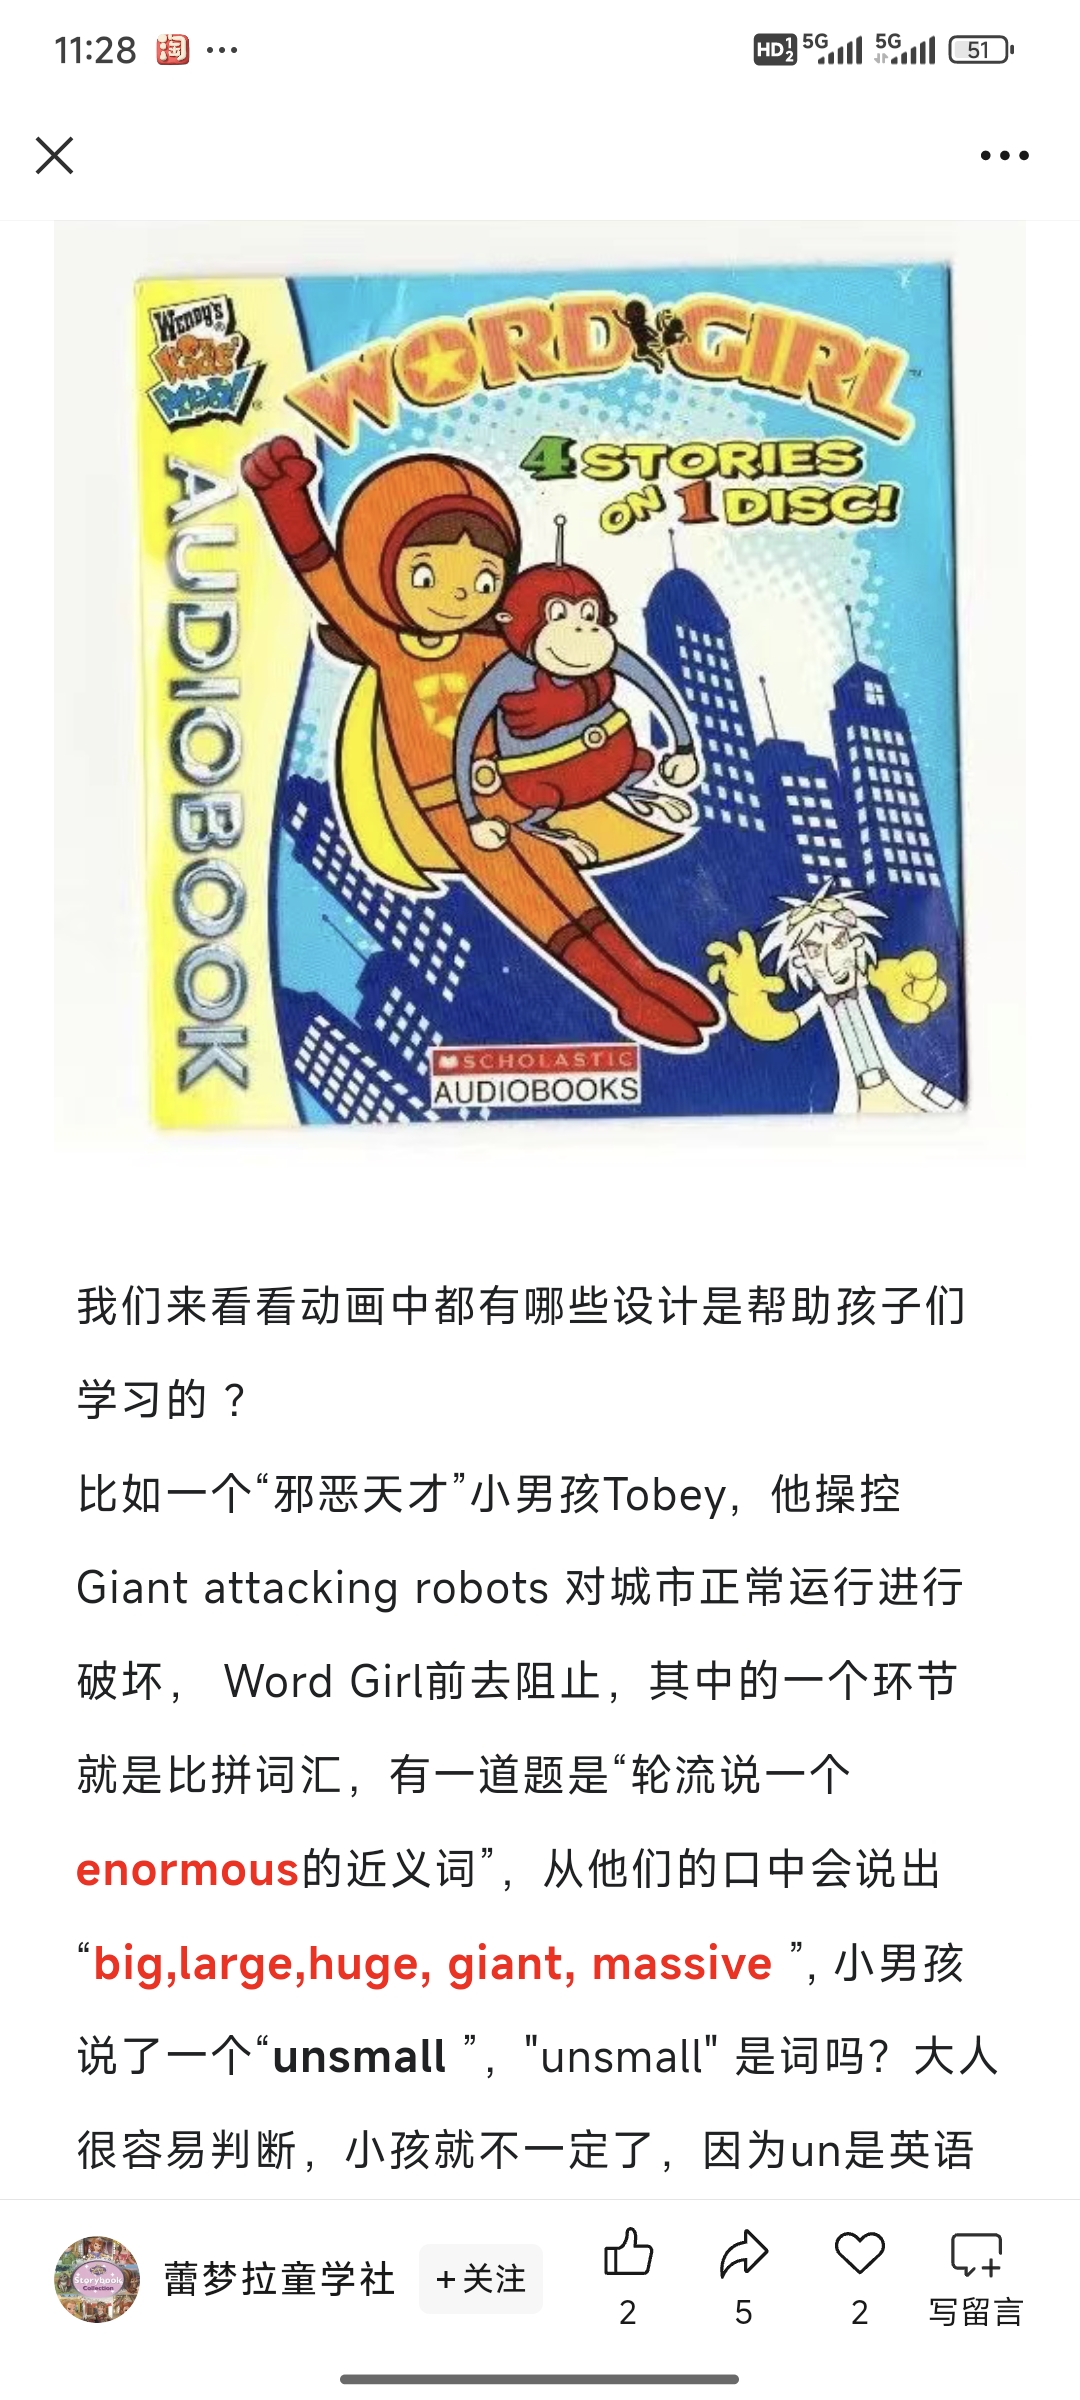 11:28 淘 ...
HD 1 2 5G 5G 51
WENDY'S
Kids'
Meal!
WORD GIRL
4 STORIES
ON 1 DISC!
AUDIOBOOK
SCHOLASTIC
AUDIOBOOKS
我们来看看动画中都有哪些设计是帮助孩子们
学习的 ?
比如一个“邪恶天才”小男孩Tobey，他操控
Giant attacking robots 对城市正常运行进行
破坏， Word Girl前去阻止，其中的一个环节
就是比拼词汇，有一道题是“轮流说一个
enormous的近义词”，从他们的口中会说出
“big,large,huge, giant, massive ”, 小男孩
说了一个“unsmall ”，"unsmall" 是词吗？大人
很容易判断，小孩就不一定了，因为un是英语
Storybook
Collection
蕾梦拉童学社 +关注
2 5 2 写留言